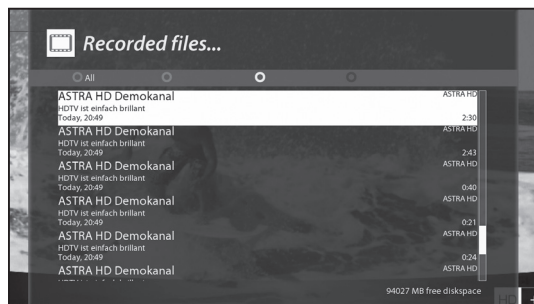 Recorded files...
All
ASTRA HD Demokanal ASTRA HD
HDTV ist einfach brillant
Today, 20:49 2:30
ASTRA HD Demokanal ASTRA HD
HDTV ist einfach brillant
Today, 20:49 2:43
ASTRA HD Demokanal ASTRA HD
HDTV ist einfach brillant
Today, 20:49 0:40
ASTRA HD Demokanal ASTRA HD
HDTV ist einfach brillant
Today, 20:49 0:21
ASTRA HD Demokanal ASTRA HD
HDTV ist einfach brillant
Today, 20:49 0:24
ASTRA HD Demokanal ASTRA HD
94027 MB free diskspace
HD